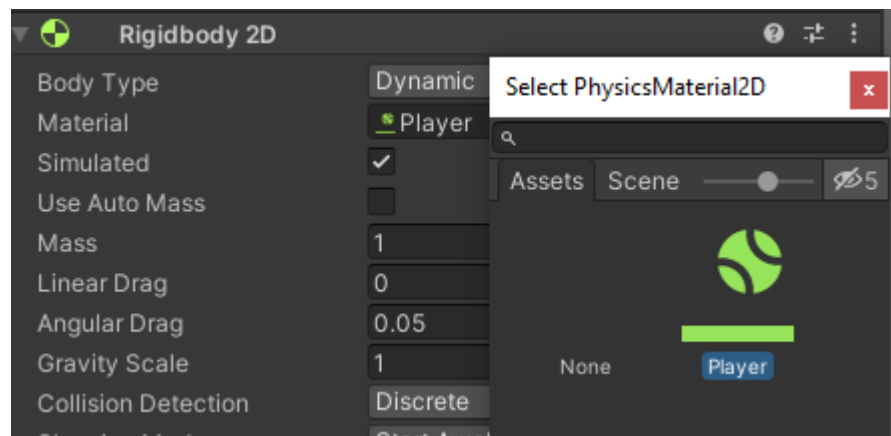 Rigidbody 2D
Body Type Dynamic
Material Player
Simulated
Use Auto Mass
Mass 1
Linear Drag 0
Angular Drag 0.05
Gravity Scale 1
Collision Detection Discrete
Select PhysicsMaterial2D
x
Assets Scene 5
None Player